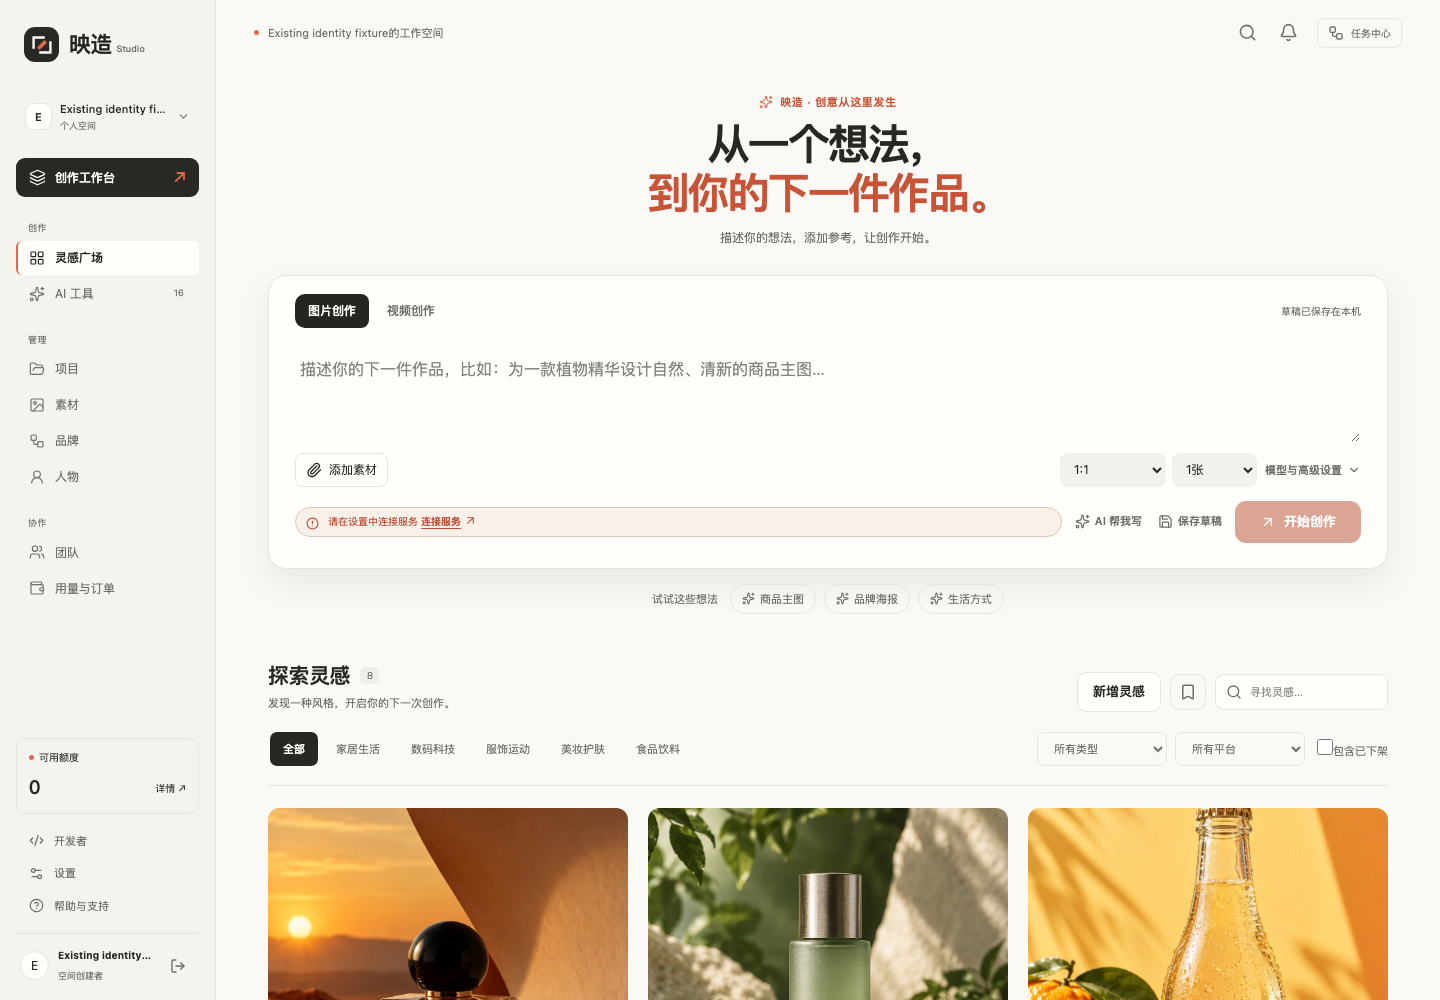 映造 Studio
E
Existing identity fi...
个人空间
创作工作台
创作
灵感广场
AI 工具 16
管理
项目
素材
品牌
人物
协作
团队
用量与订单
可用额度
0 详情
开发者
设置
帮助与支持
E
Existing identity...
空间创建者
Existing identity fixture的工作空间
任务中心
映造 · 创意从这里发生
从一个想法，
到你的下一件作品。
描述你的想法，添加参考，让创作开始。
图片创作 视频创作 草稿已保存在本机
描述你的下一件作品，比如：为一款植物精华设计自然、清新的商品主图...
添加素材 1:1 1张 模型与高级设置
请在设置中连接服务 连接服务 AI 帮我写 保存草稿 开始创作
试试这些想法 商品主图 品牌海报 生活方式
探索灵感 8
发现一种风格，开启你的下一次创作。
新增灵感 寻找灵感...
全部 家居生活 数码科技 服饰运动 美妆护肤 食品饮料 所有类型 所有平台 包含已下架